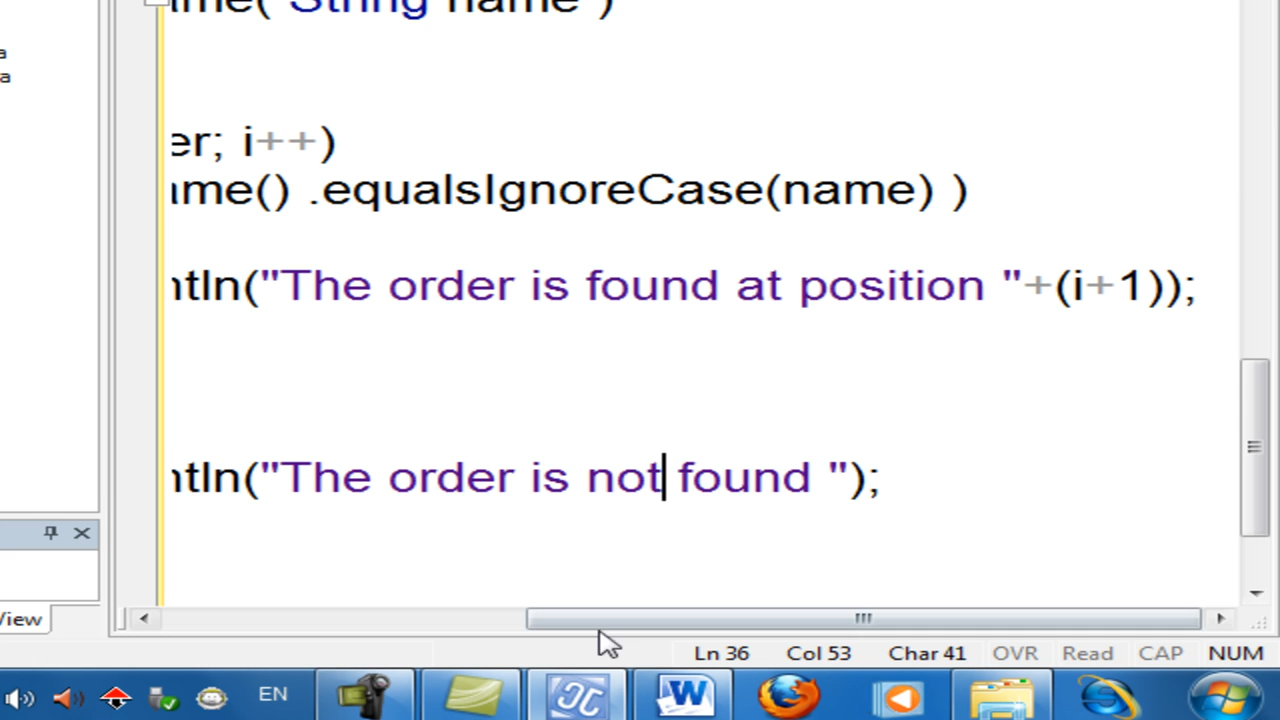 ame( String name )
a
a
er; i++)
ame() .equalsIgnoreCase(name) )
ntln("The order is found at position "+(i+1));
ntln("The order is not found ");
View
Ln 36 Col 53 Char 41 OVR Read CAP NUM
EN